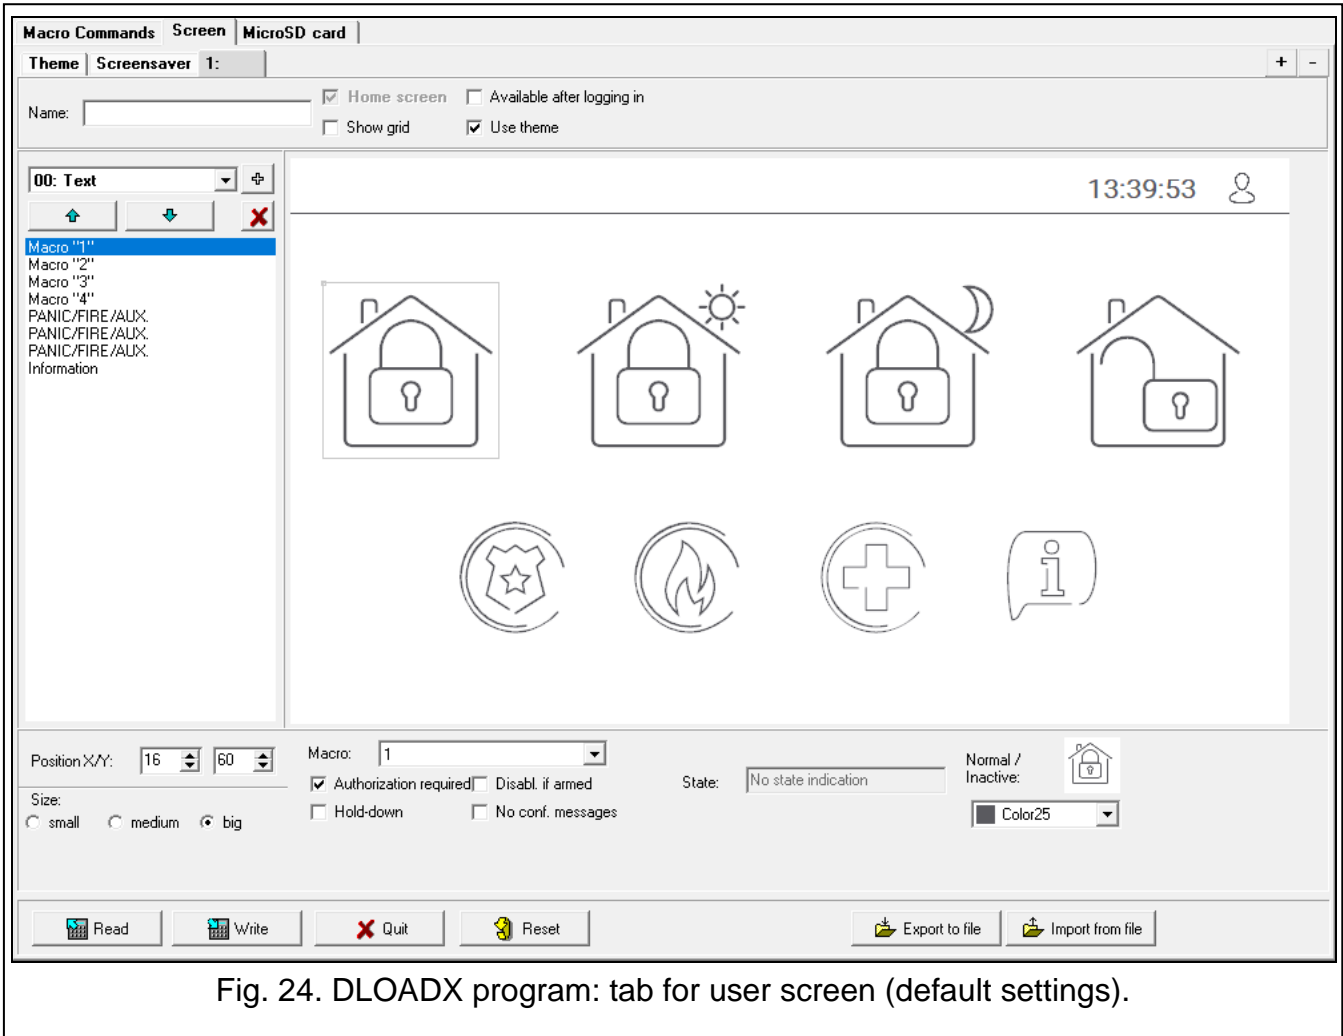 Macro Commands Screen MicroSD card
Theme Screensaver 1: + -
Name: Home screen Available after logging in
Show grid Use theme
00: Text
13:39:53
Macro "1"
Macro "2"
Macro "3"
Macro "4"
PANIC/FIRE/AUX.
PANIC/FIRE/AUX.
PANIC/FIRE/AUX.
Information
Position X/Y: 16 60 Macro: 1
Authorization required Disabl. if armed State: No state indication Normal / Inactive:
Size:
small medium big Hold-down No conf. messages Color25
Read Write Quit Reset Export to file Import from file
Fig. 24. DLOADX program: tab for user screen (default settings).